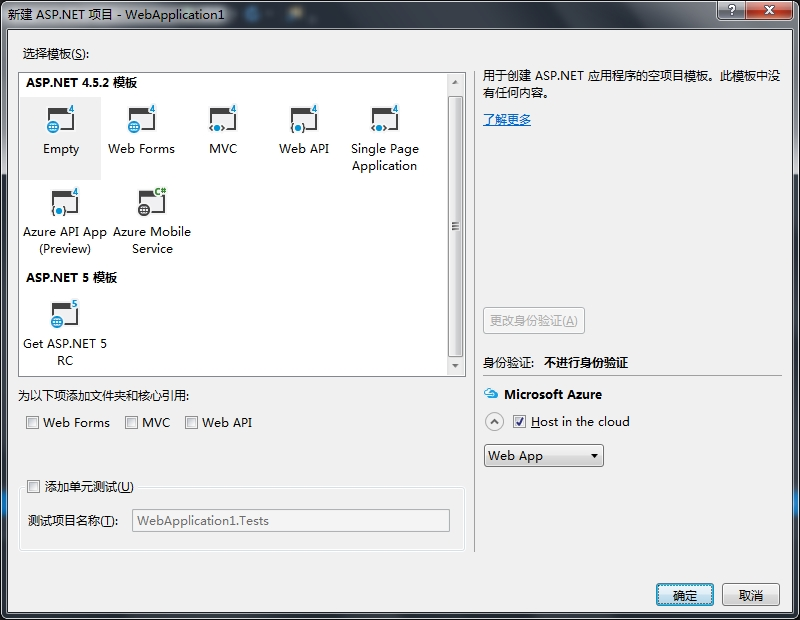 新建 ASP.NET 项目 - WebApplication1
选择模板(S):
ASP.NET 4.5.2 模板
Empty
Web Forms
MVC
Web API
Single Page
Application
Azure API App
(Preview)
Azure Mobile
Service
ASP.NET 5 模板
Get ASP.NET 5
RC
为以下项添加文件夹和核心引用:
Web Forms
MVC
Web API
添加单元测试(U)
测试项目名称(T):
WebApplication1.Tests
用于创建 ASP.NET 应用程序的空项目模板。此模板中没
有任何内容。
了解更多
更改身份验证(A)
身份验证: 不进行身份验证
Microsoft Azure
Host in the cloud
Web App
确定
取消